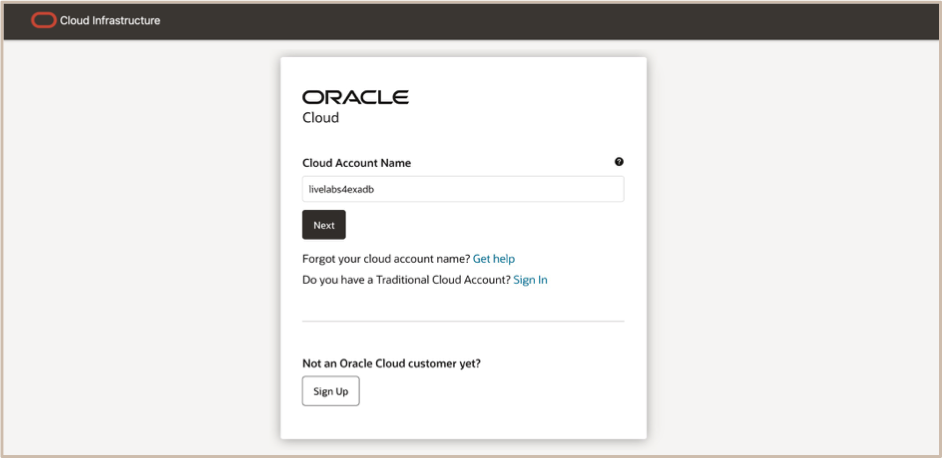 Cloud Infrastructure
ORACLE
Cloud
Cloud Account Name
livelabs4exadb
Next
Forgot your cloud account name? Get help
Do you have a Traditional Cloud Account? Sign In
Not an Oracle Cloud customer yet?
Sign Up